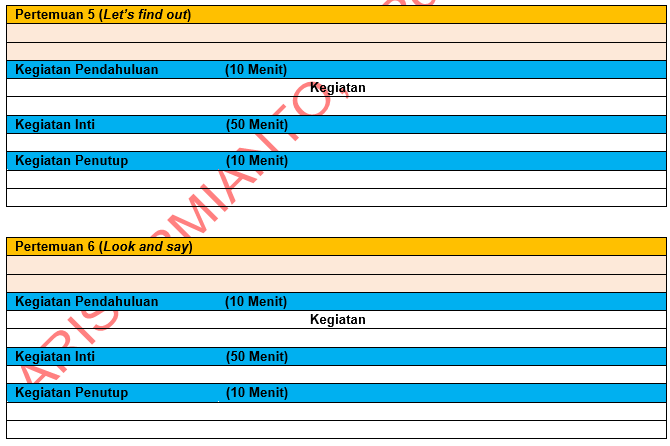 Pertemuan 5 (Let's find out)
Kegiatan Pendahuluan (10 Menit)
Kegiatan
Kegiatan Inti (50 Menit)
Kegiatan Penutup (10 Menit)
Pertemuan 6 (Look and say)
Kegiatan Pendahuluan (10 Menit)
Kegiatan
Kegiatan Inti (50 Menit)
Kegiatan Penutup (10 Menit)